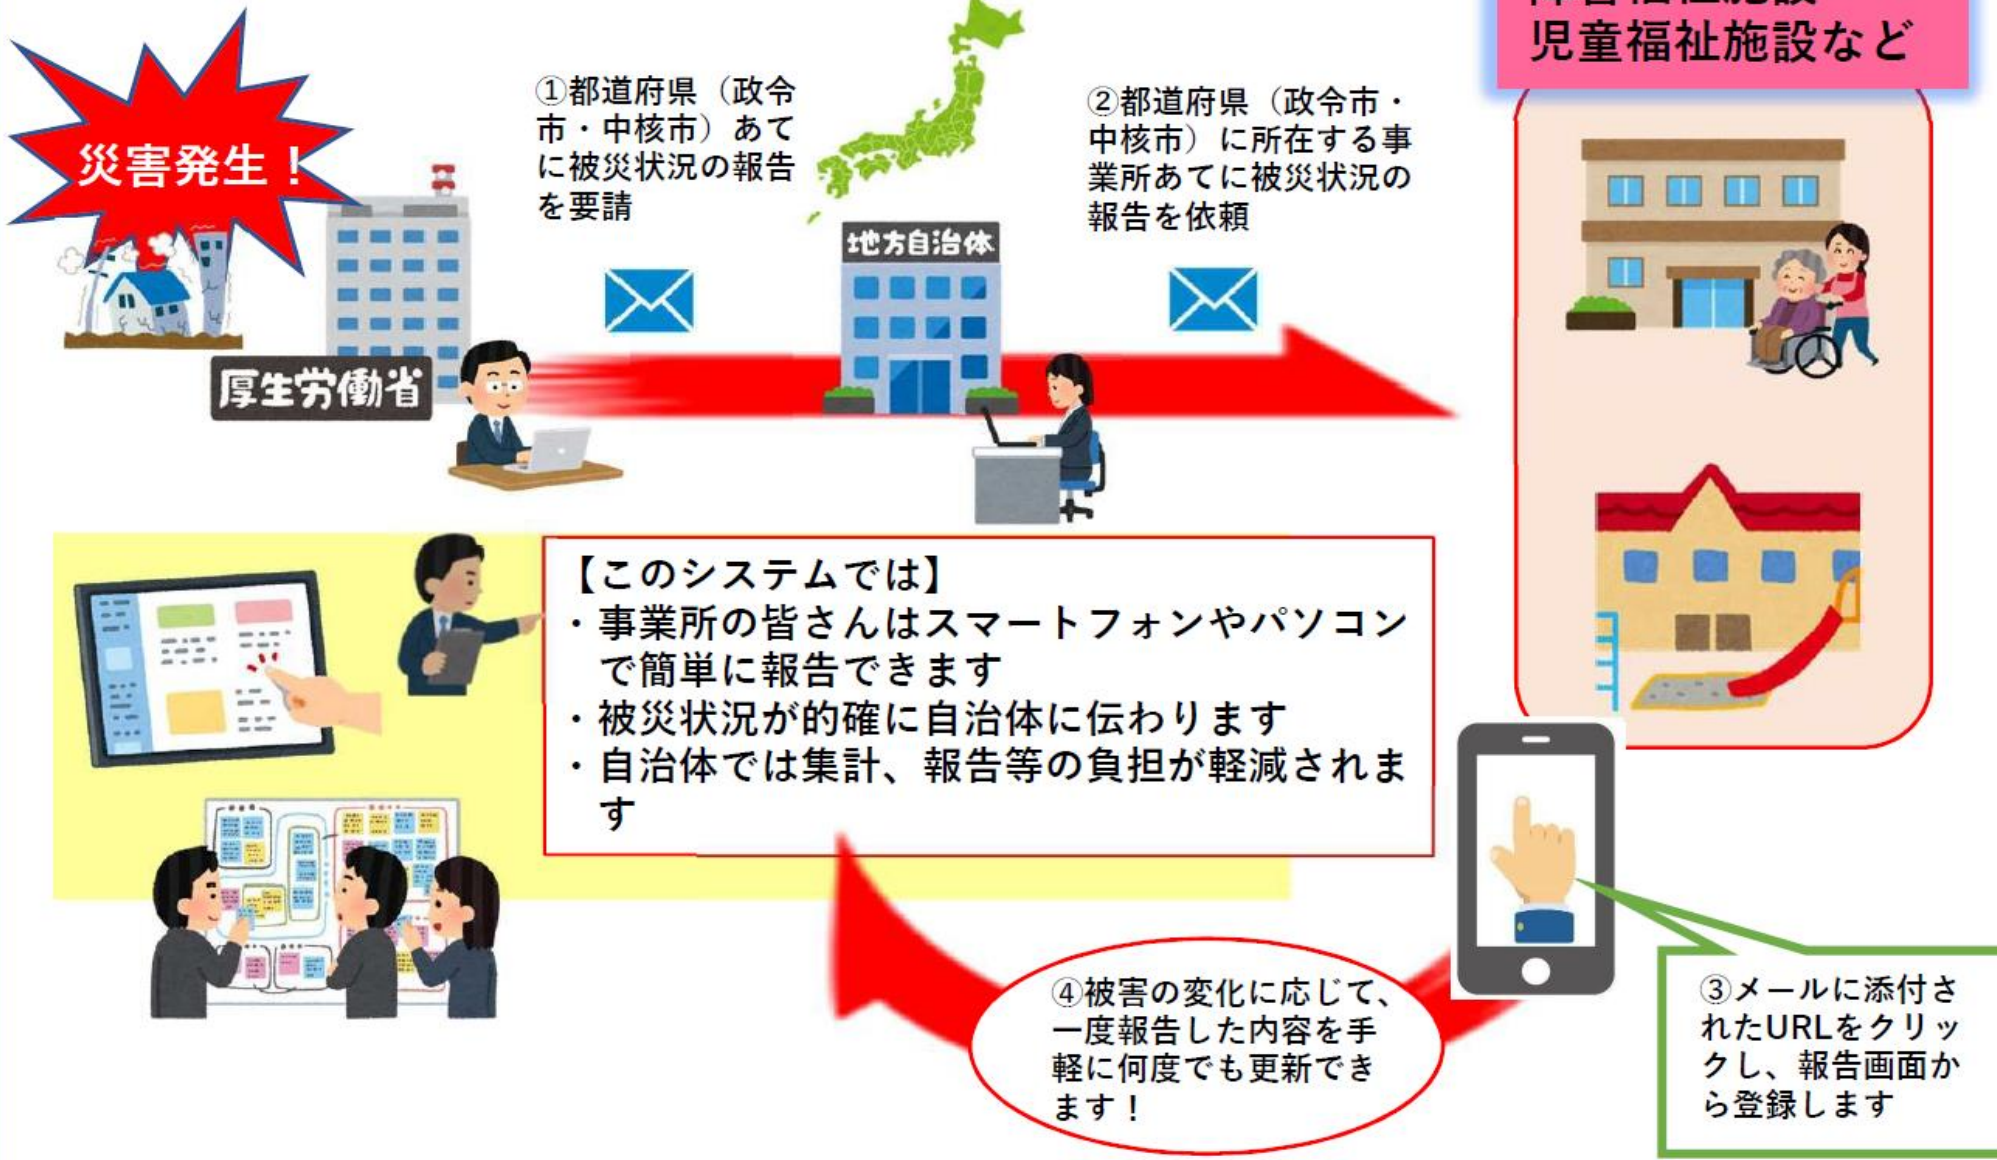 児童福祉施設など
災害発生！
①都道府県（政令
市・中核市）あて
に被災状況の報告
を要請
②都道府県（政令市・
中核市）に所在する事
業所あてに被災状況の
報告を依頼
地方自治体
厚生労働省
【このシステムでは】
・事業所の皆さんはスマートフォンやパソコン
で簡単に報告できます
・被災状況が的確に自治体に伝わります
・自治体では集計、報告等の負担が軽減されま
す
④被害の変化に応じて、
一度報告した内容を手
軽に何度でも更新でき
ます！
③メールに添付さ
れたURLをクリッ
クし、報告画面か
ら登録します